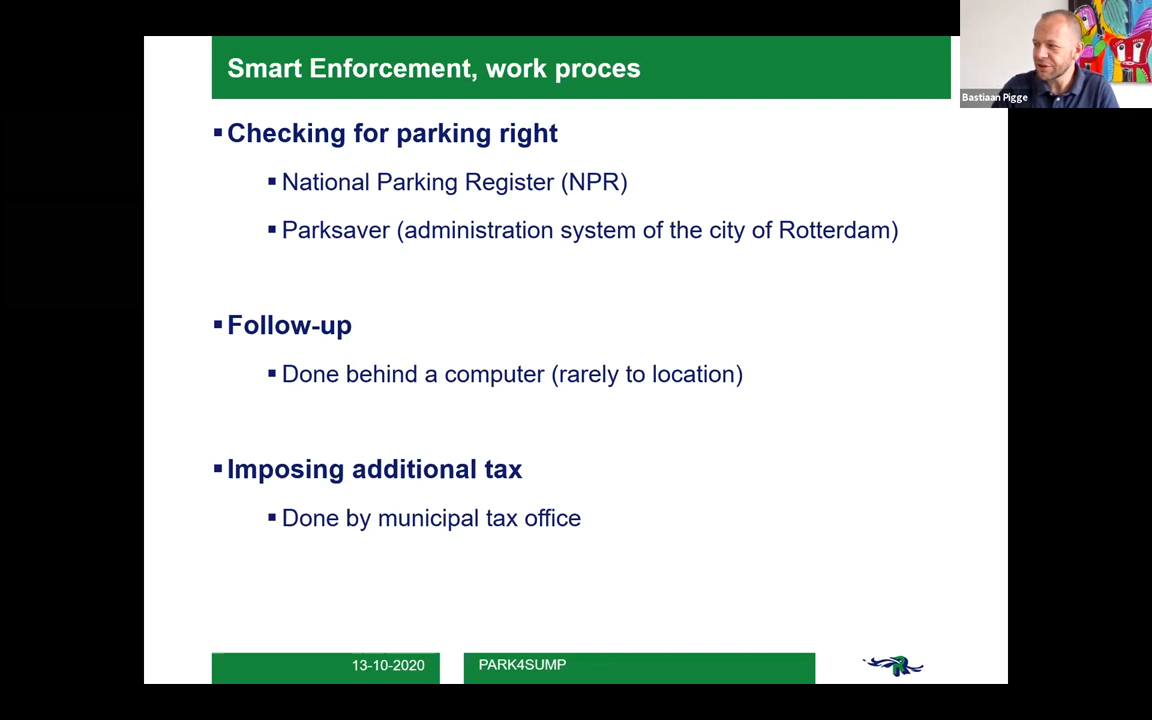 Smart Enforcement, work proces
Bastiaan Pigge
Checking for parking right
National Parking Register (NPR)
Parksaver (administration system of the city of Rotterdam)
Follow-up
Done behind a computer (rarely to location)
Imposing additional tax
Done by municipal tax office
13-10-2020
PARK4SUMP